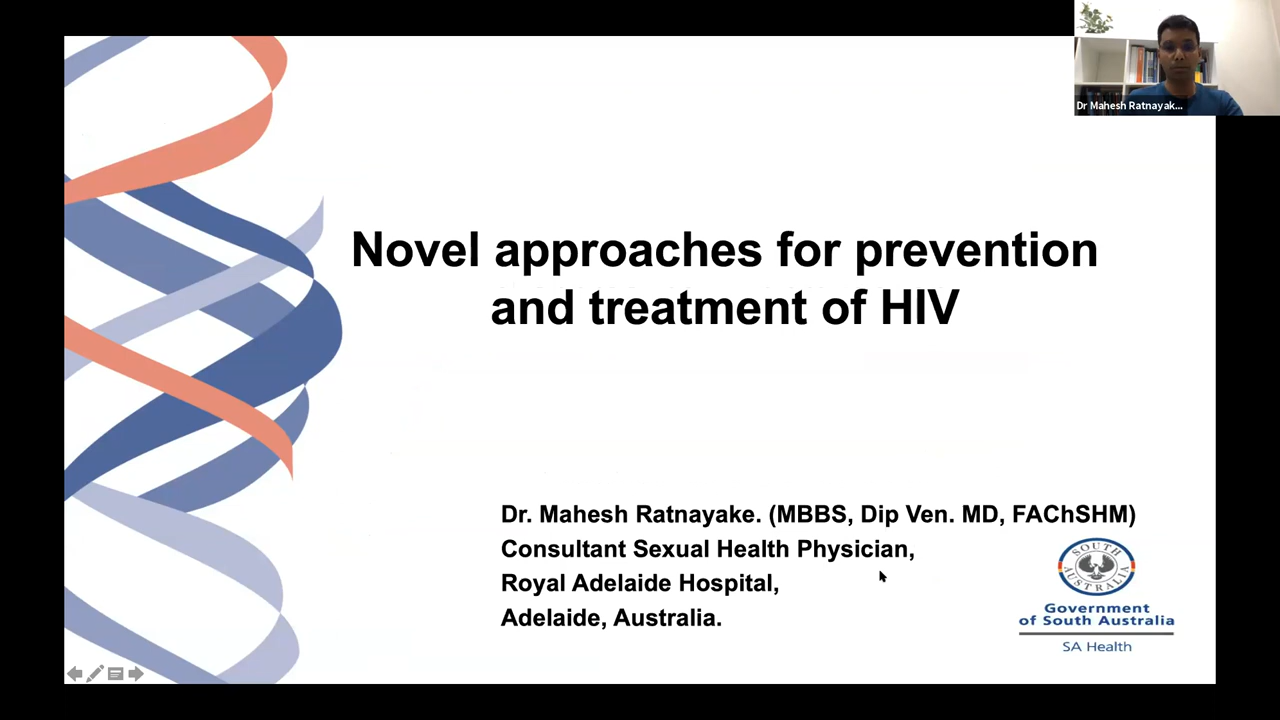 Dr Mahesh Ratnayak...
Novel approaches for prevention
and treatment of HIV
Dr. Mahesh Ratnayake. (MBBS, Dip Ven. MD, FAChSHM)
Consultant Sexual Health Physician,
Royal Adelaide Hospital,
Adelaide, Australia.
SOUTH
AUSTRALIA
Government
of South Australia
SA Health